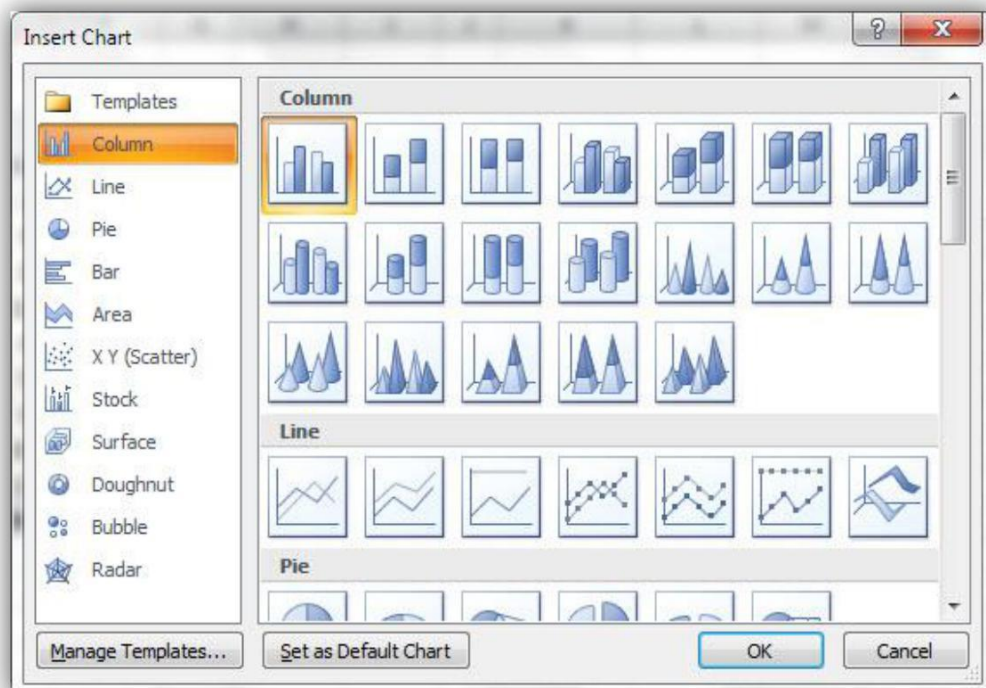 Insert Chart
Templates
Column
Line
Pie
Bar
Area
X Y (Scatter)
Stock
Surface
Doughnut
Bubble
Radar
Column
Line
Pie
Manage Templates...
Set as Default Chart
OK
Cancel